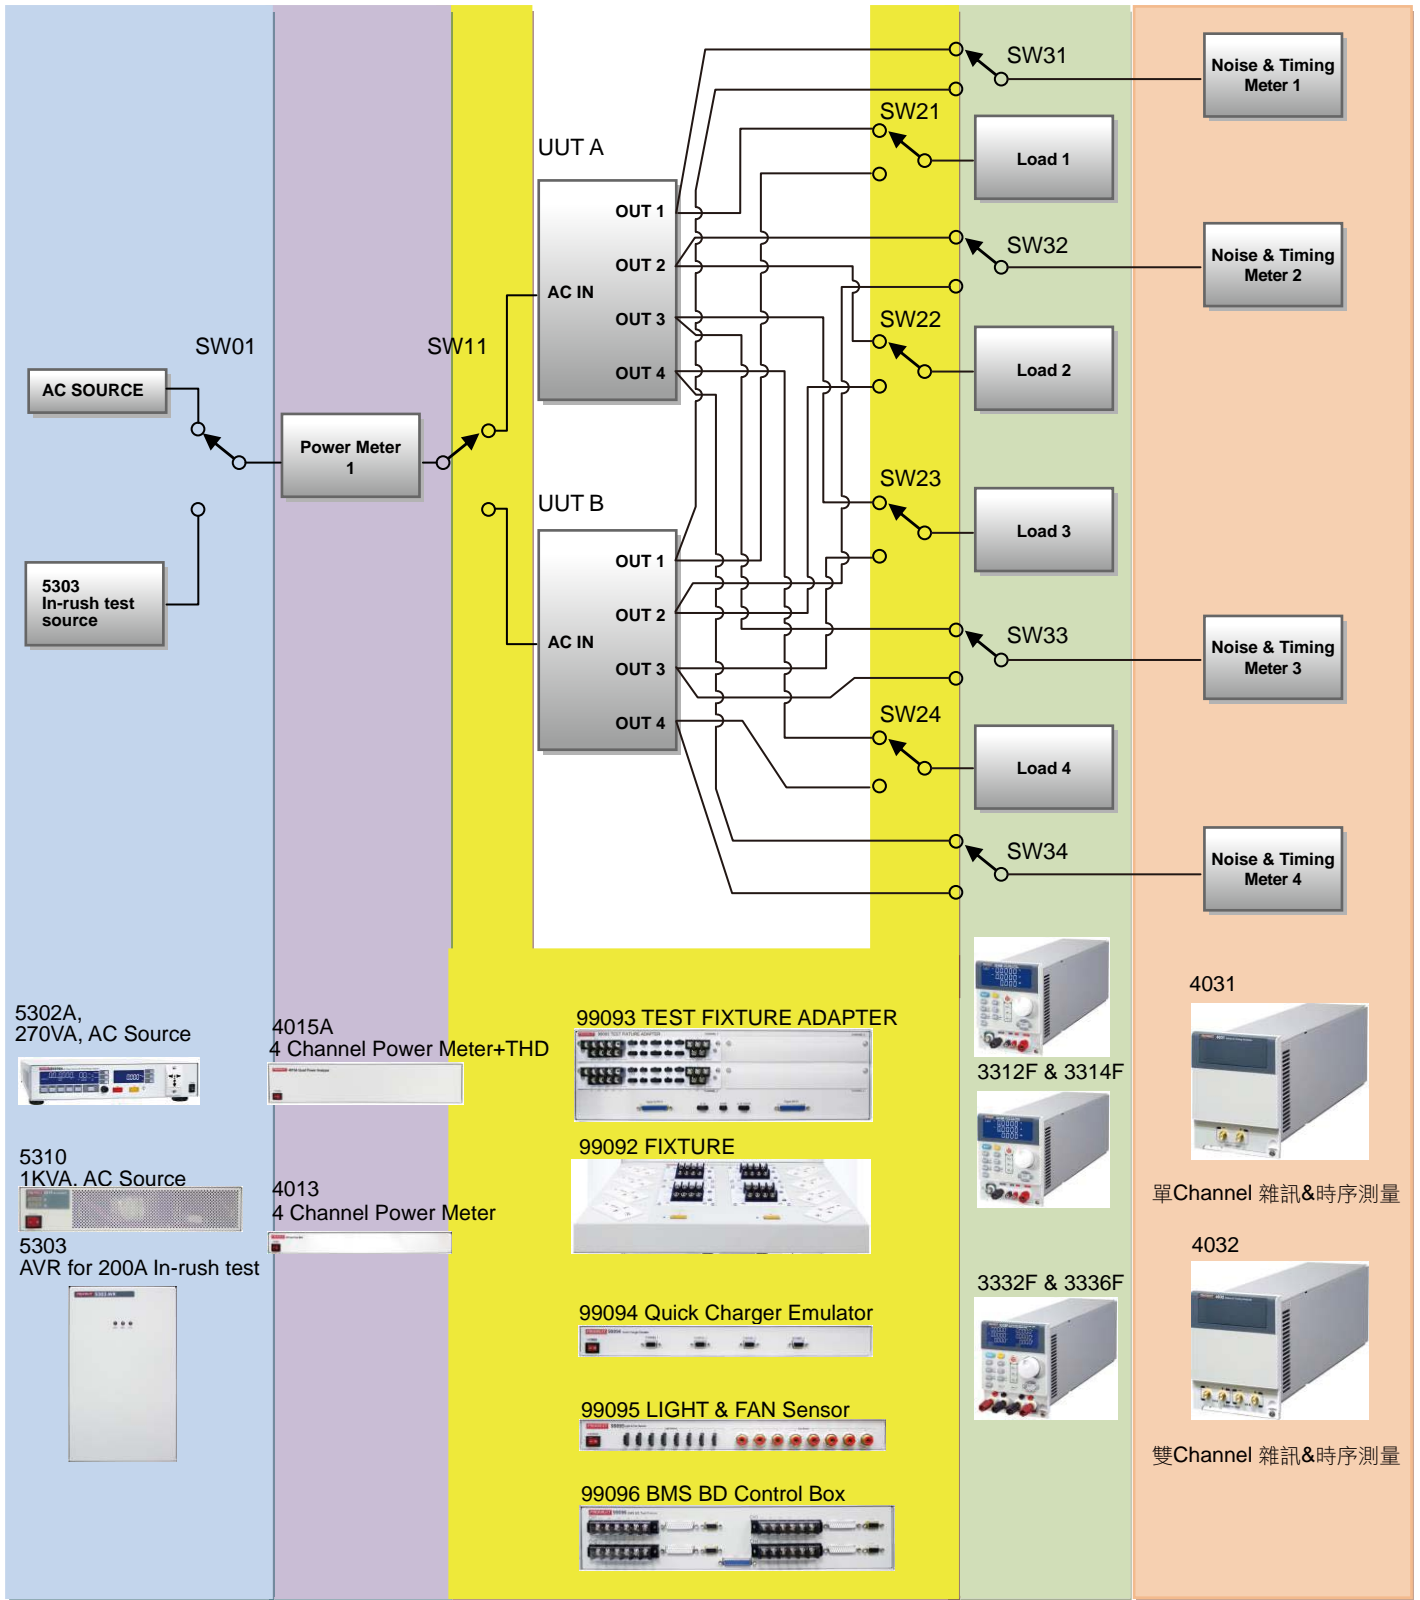 SW31
Noise & Timing
Meter 1
SW21
UUT A
Load 1
OUT 1
SW32
Noise & Timing
Meter 2
OUT 2
AC IN
OUT 3
SW22
SW01
SW11
OUT 4
Load 2
AC SOURCE
Power Meter
1
SW23
UUT B
Load 3
OUT 1
5303
In-rush test
source
OUT 2
AC IN
SW33
Noise & Timing
Meter 3
OUT 3
SW24
OUT 4
Load 4
SW34
Noise & Timing
Meter 4
5302A,
270VA, AC Source
5310
1KVA. AC Source
5303
AVR for 200A In-rush test
4015A
4 Channel Power Meter+THD
4013
4 Channel Power Meter
99093 TEST FIXTURE ADAPTER
99092 FIXTURE
99094 Quick Charger Emulator
99095 LIGHT & FAN Sensor
99096 BMS BD Control Box
3312F & 3314F
3332F & 3336F
4031
單Channel 雜訊&時序測量
4032
雙Channel 雜訊&時序測量